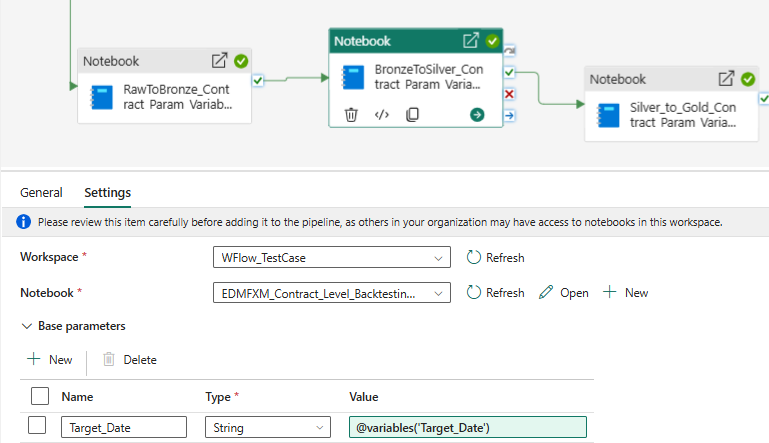 Notebook
RawToBronze_Cont
ract Param Variab...
Notebook
BronzeToSilver_Con
tract Param Varia...
Notebook
Silver_to_Gold_Con
tract Param Varia...
General
Settings
Please review this item carefully before adding it to the pipeline, as others in your organization may have access to notebooks in this workspace.
Workspace *
WFlow_TestCase
Refresh
Notebook *
EDMFXM_Contract_Level_Backtestin...
Refresh
Open
New
Base parameters
New
Delete
Name
Type *
Value
Target_Date
String
@variables('Target_Date')